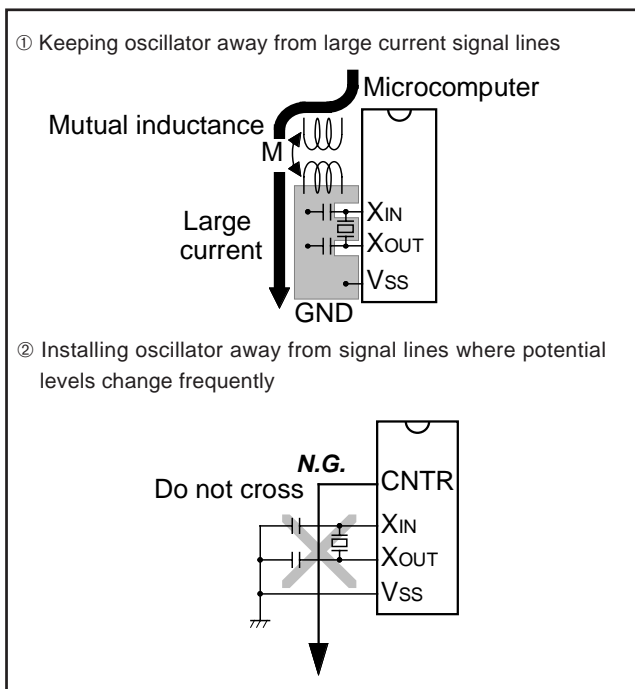 ① Keeping oscillator away from large current signal lines
Microcomputer
Mutual inductance
M
Large
current
XIN
XOUT
VSS
GND
② Installing oscillator away from signal lines where potential
levels change frequently
N.G.
Do not cross
CNTR
XIN
XOUT
VSS